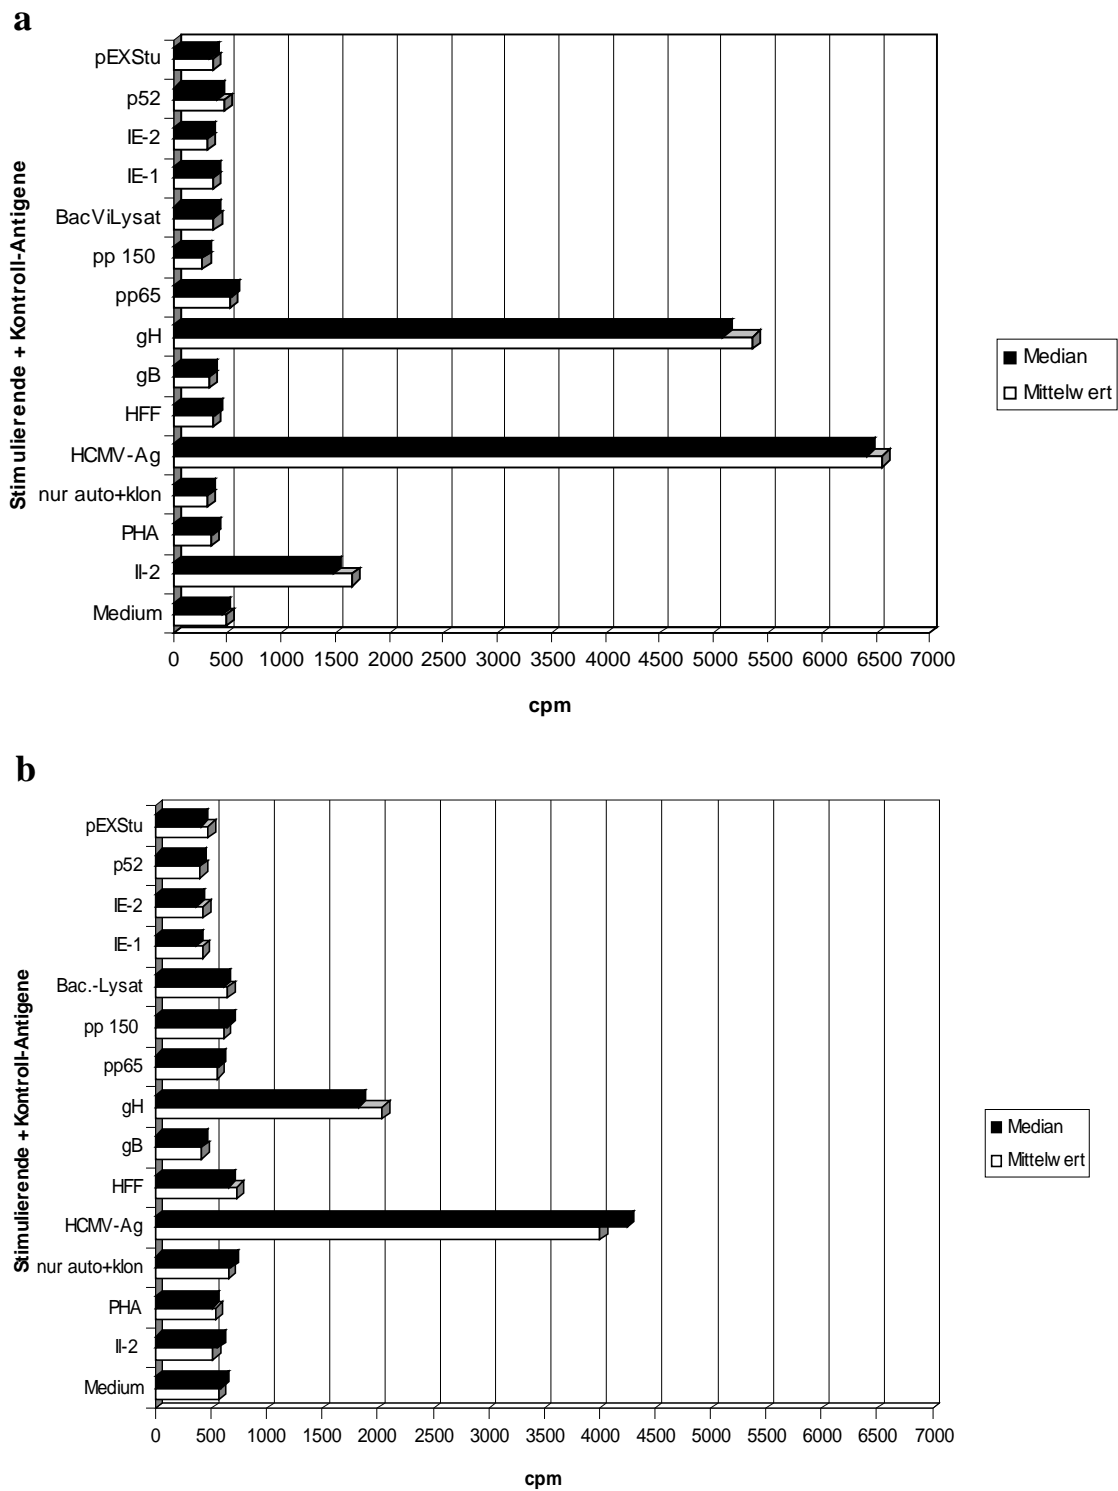 a
pEXStu
p52
IE-2
IE-1
BacViLysat
pp 150
pp65
gH
gB
HFF
HCMV-Ag
nur auto+klon
PHA
Il-2
Medium
Stimulierende + Kontroll-Antigene
0 500 1000 1500 2000 2500 3000 3500 4000 4500 5000 5500 6000 6500 7000
cpm
Median
Mittelw ert
b
pEXStu
p52
IE-2
IE-1
Bac.-Lysat
pp 150
pp65
gH
gB
HFF
HCMV-Ag
nur auto+klon
PHA
Il-2
Medium
Stimulierende + Kontroll-Antigene
0 500 1000 1500 2000 2500 3000 3500 4000 4500 5000 5500 6000 6500 7000
cpm
Median
Mittelw ert